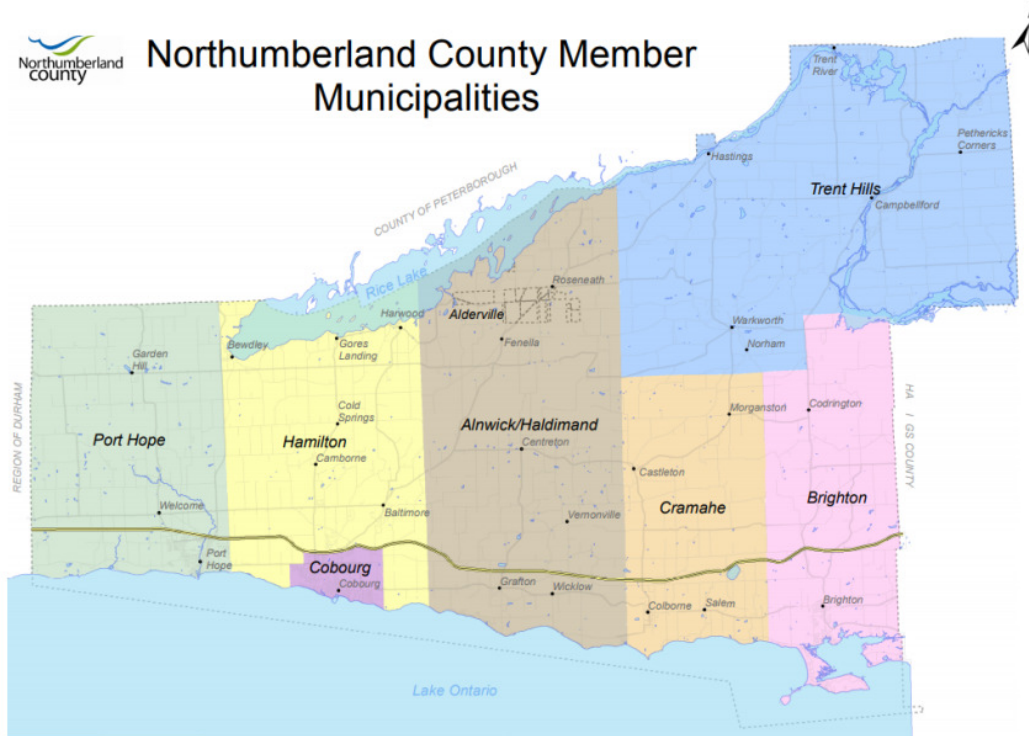 Northumberland
county
Northumberland County Member
Municipalities
Trent
River
Pethericks
Corners
Hastings
COUNTY OF PETERBOROUGH
Trent Hills
Campbellford
Rice Lake
Roseneath
Alderville
Harwood
Warkworth
Bewdley
Gores
Landing
Fenella
Norham
Garden
Hill
REGION OF DURHAM
HA I GS COUNTY
Cold
Springs
Morganston
Codrington
Port Hope
Hamilton
Alnwick/Haldimand
Centreton
Camborne
Castleton
Brighton
Cramahe
Welcome
Baltimore
Vernonville
Port
Hope
Cobourg
Cobourg
Grafton
Wicklow
Colborne
Salem
Brighton
Lake Ontario